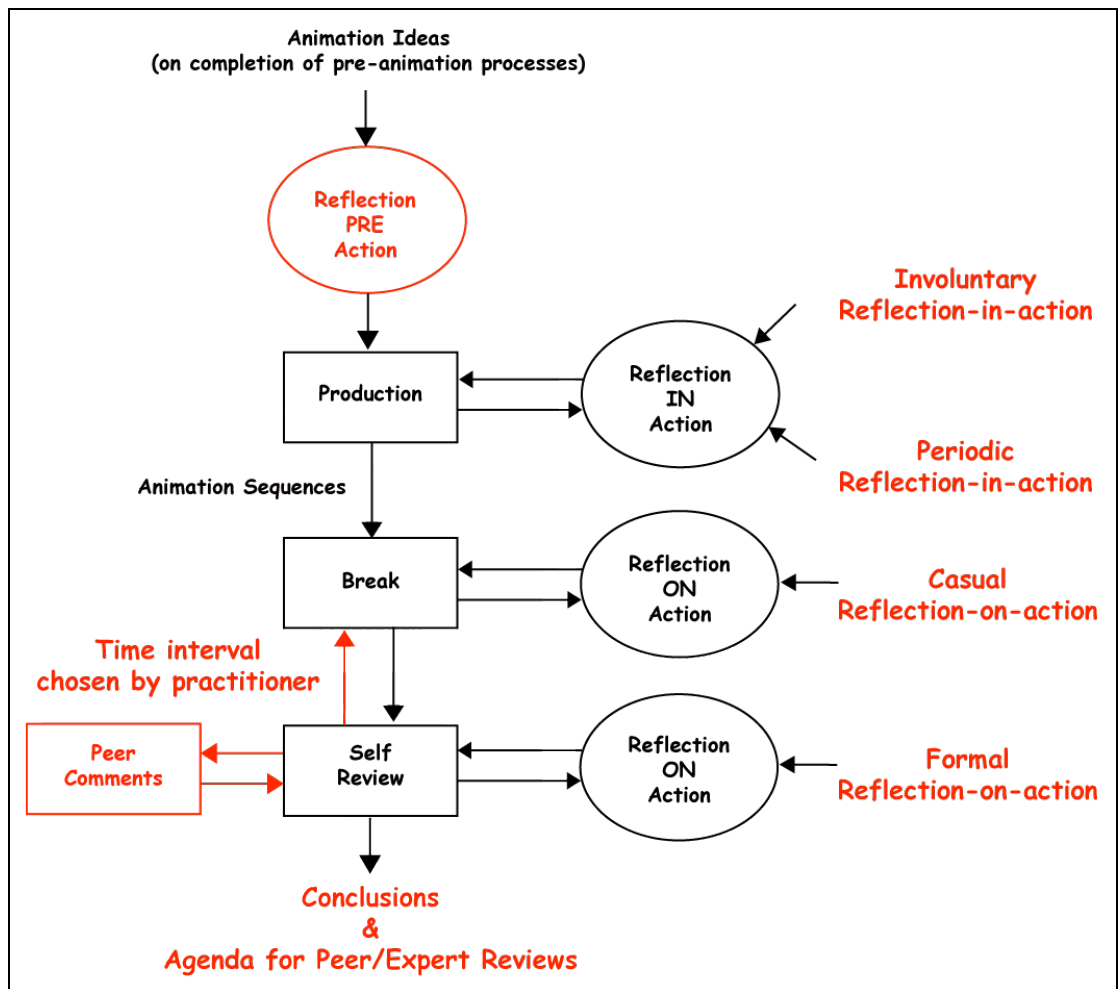 Animation Ideas
(on completion of pre-animation processes)
Reflection
PRE
Action
Involuntary
Reflection-in-action
Production
Reflection
IN
Action
Periodic
Reflection-in-action
Animation Sequences
Break
Reflection
ON
Action
Casual
Reflection-on-action
Time interval
chosen by practitioner
Peer
Comments
Self
Review
Reflection
ON
Action
Formal
Reflection-on-action
Conclusions
&
Agenda for Peer/Expert Reviews